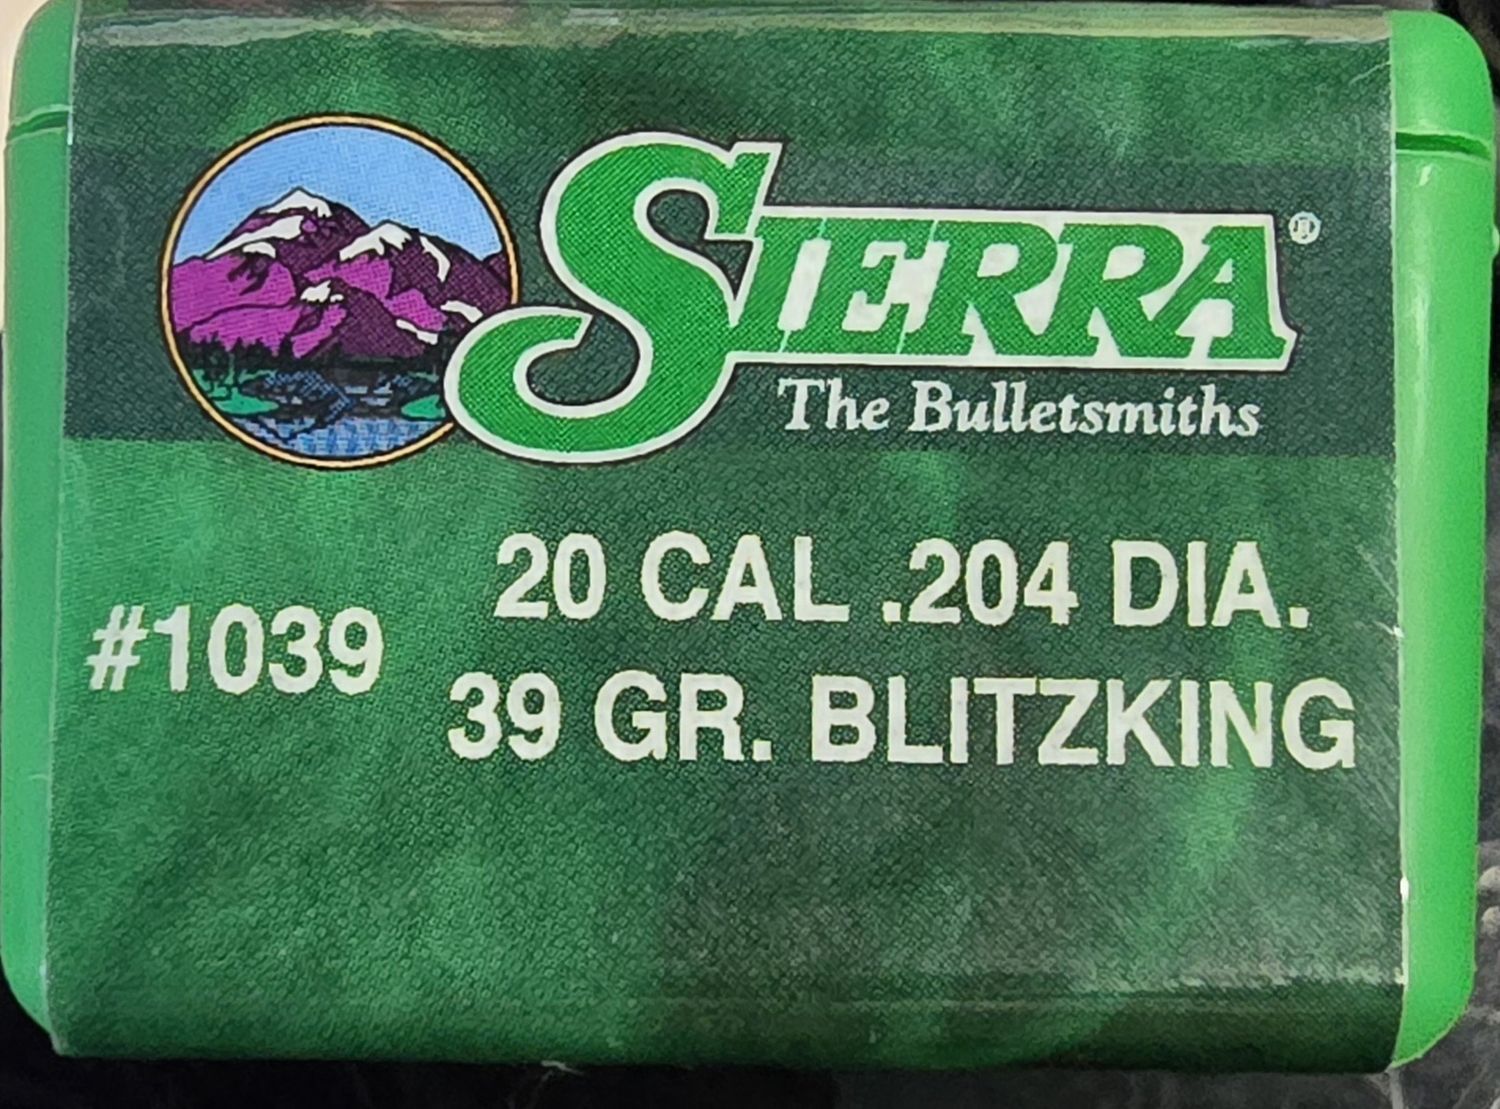 SIERRA®
The Bulletsmiths
#1039
20 CAL .204 DIA.
39 GR. BLITZKING